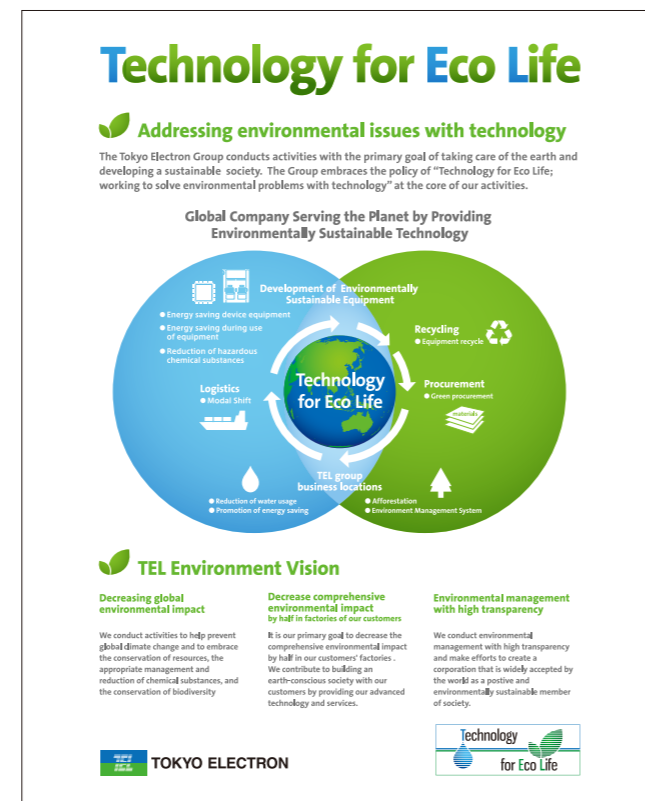 Technology for Eco Life
Addressing environmental issues with technology
The Tokyo Electron Group conducts activities with the primary goal of taking care of the earth and
developing a sustainable society. The Group embraces the policy of "Technology for Eco Life;
working to solve environmental problems with technology" at the core of our activities.
Global Company Serving the Planet by Providing
Environmentally Sustainable Technology
Development of Environmentally
Sustainable Equipment
● Energy saving device equipment
● Energy saving during use
of equipment
● Reduction of hazardous
chemical substances
Recycling
● Equipment recycle
Logistics
● Modal Shift
Technology
for Eco Life
Procurement
● Green procurement
materials
TEL group
business locations
● Reduction of water usage
● Promotion of energy saving
● Afforestation
● Environment Management System
TEL Environment Vision
Decreasing global
environmental impact
We conduct activities to help prevent
global climate change and to embrace
the conservation of resources, the
appropriate management and
reduction of chemical substances, and
the conservation of biodiversity
Decrease comprehensive
environmental impact
by half in factories of our customers
It is our primary goal to decrease the
comprehensive environmental impact
by half in our customers' factories .
We contribute to building an
earth-conscious society with our
customers by providing our advanced
technology and services.
Environmental management
with high transparency
We conduct environmental
management with high transparency
and make efforts to create a
corporation that is widely accepted by
the world as a postive and
environmentally sustainable member
of society.
TEL
TOKYO ELECTRON
Technology
for Eco Life